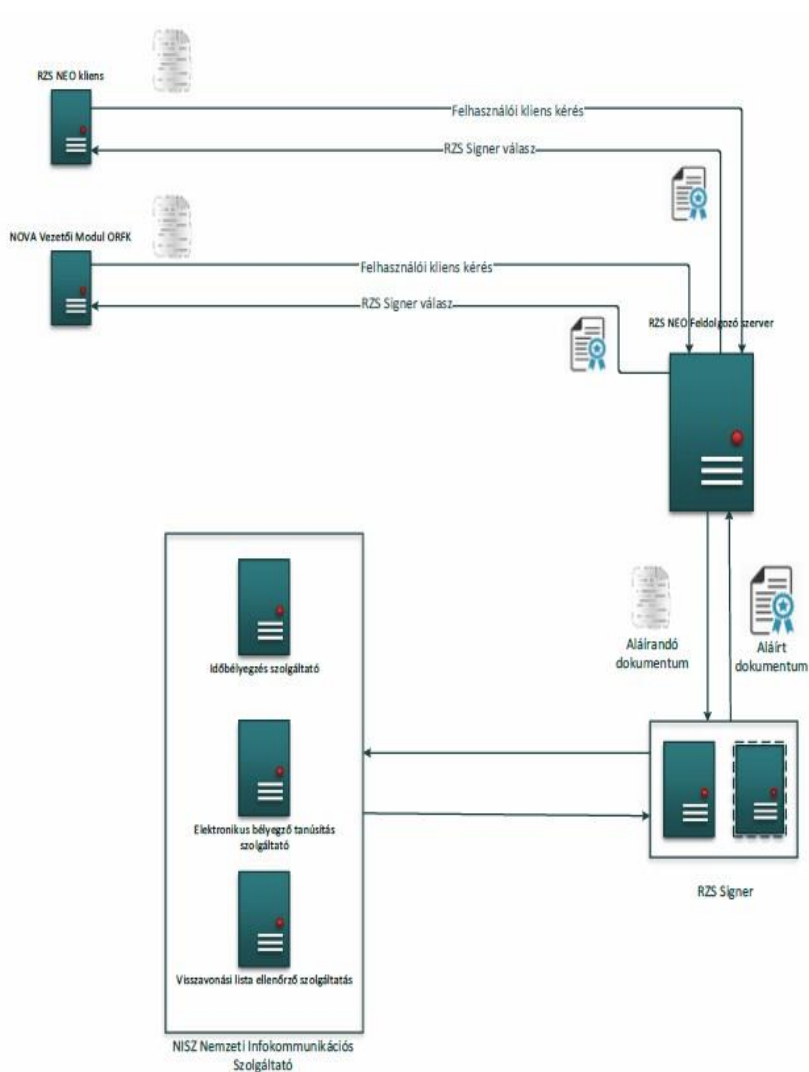 RZS NEO kliens
Felhasználói kliens kérés
RZS Signer válasz
NOVA Vezetői Modul ORFK
Felhasználói kliens kérés
RZS Signer válasz
RZS NEO Feldolgozó szerver
Időbélyegzés szolgáltató
Aláírandó
dokumentum
Aláírt
dokumentum
Elektronikus bélyegző tanúsítás
szolgáltató
RZS Signer
Visszavonási lista ellenőrző szolgáltatás
NISZ Nemzeti Infokommunikációs
Szolgáltató